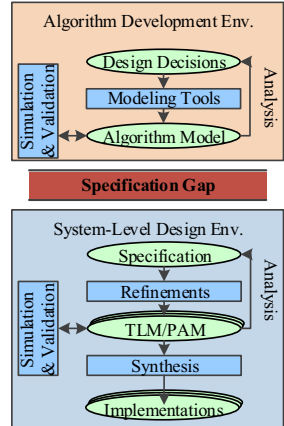 Algorithm Development Env.
Design Decisions
Modeling Tools
Algorithm Model
Simulation
& Validation
Analysis
Specification Gap
System-Level Design Env.
Specification
Refinements
TLM/PAM
Synthesis
Implementations
Simulation
& Validation
Analysis